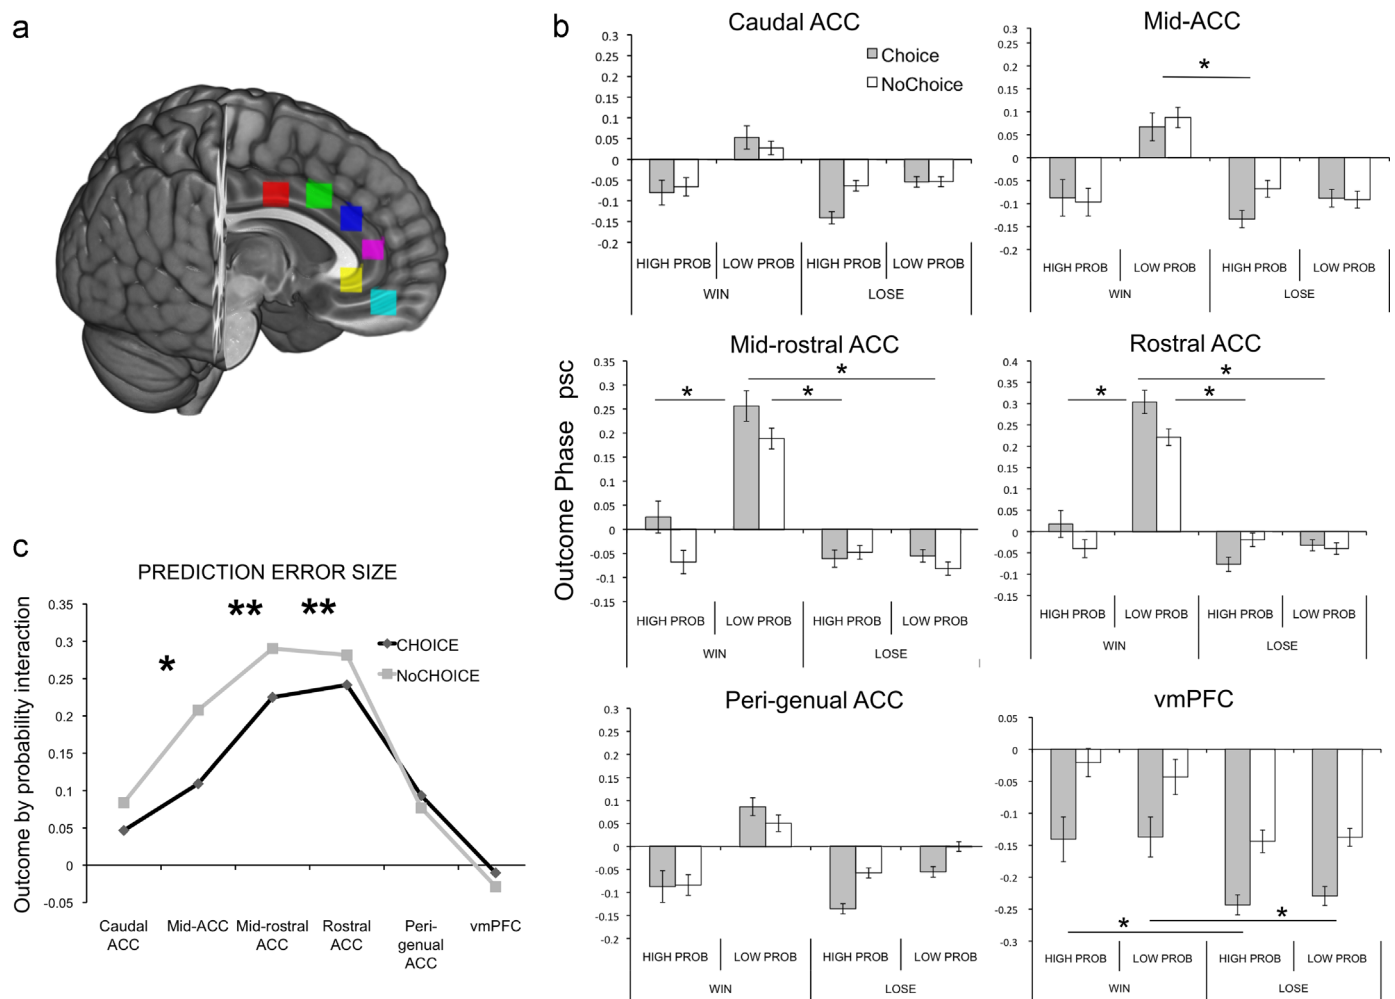 a
b
Caudal ACC
0.3
0.25
0.2
0.15
0.1
0.05
0
-0.05
-0.1
-0.15
-0.2
Choice
NoChoice
HIGH PROB LOW PROB HIGH PROB LOW PROB
WIN LOSE
Mid-ACC
0.3
0.25
0.2
0.15
0.1
0.05
0
-0.05
-0.1
-0.15
-0.2
*
HIGH PROB LOW PROB HIGH PROB LOW PROB
WIN LOSE
Outcome Phase psc
Mid-rostral ACC
0.35
0.3
0.25
0.2
0.15
0.1
0.05
0
-0.05
-0.1
-0.15
*
* *
HIGH PROB LOW PROB HIGH PROB LOW PROB
WIN LOSE
Rostral ACC
0.4
0.35
0.3
0.25
0.2
0.15
0.1
0.05
0
-0.05
-0.1
-0.15
*
* *
HIGH PROB LOW PROB HIGH PROB LOW PROB
WIN LOSE
Peri-genual ACC
0.3
0.25
0.2
0.15
0.1
0.05
0
-0.05
-0.1
-0.15
-0.2
HIGH PROB LOW PROB HIGH PROB LOW PROB
WIN LOSE
vmPFC
0.05
0
-0.05
-0.1
-0.15
-0.2
-0.25
-0.3
* *
HIGH PROB LOW PROB HIGH PROB LOW PROB
WIN LOSE
c
PREDICTION ERROR SIZE
Outcome by probability interaction
0.35
0.3
0.25
0.2
0.15
0.1
0.05
0
-0.05
* ** **
CHOICE
NoCHOICE
Caudal Mid-ACC Mid-rostral Rostral Peri- vmPFC
ACC ACC ACC genual
ACC